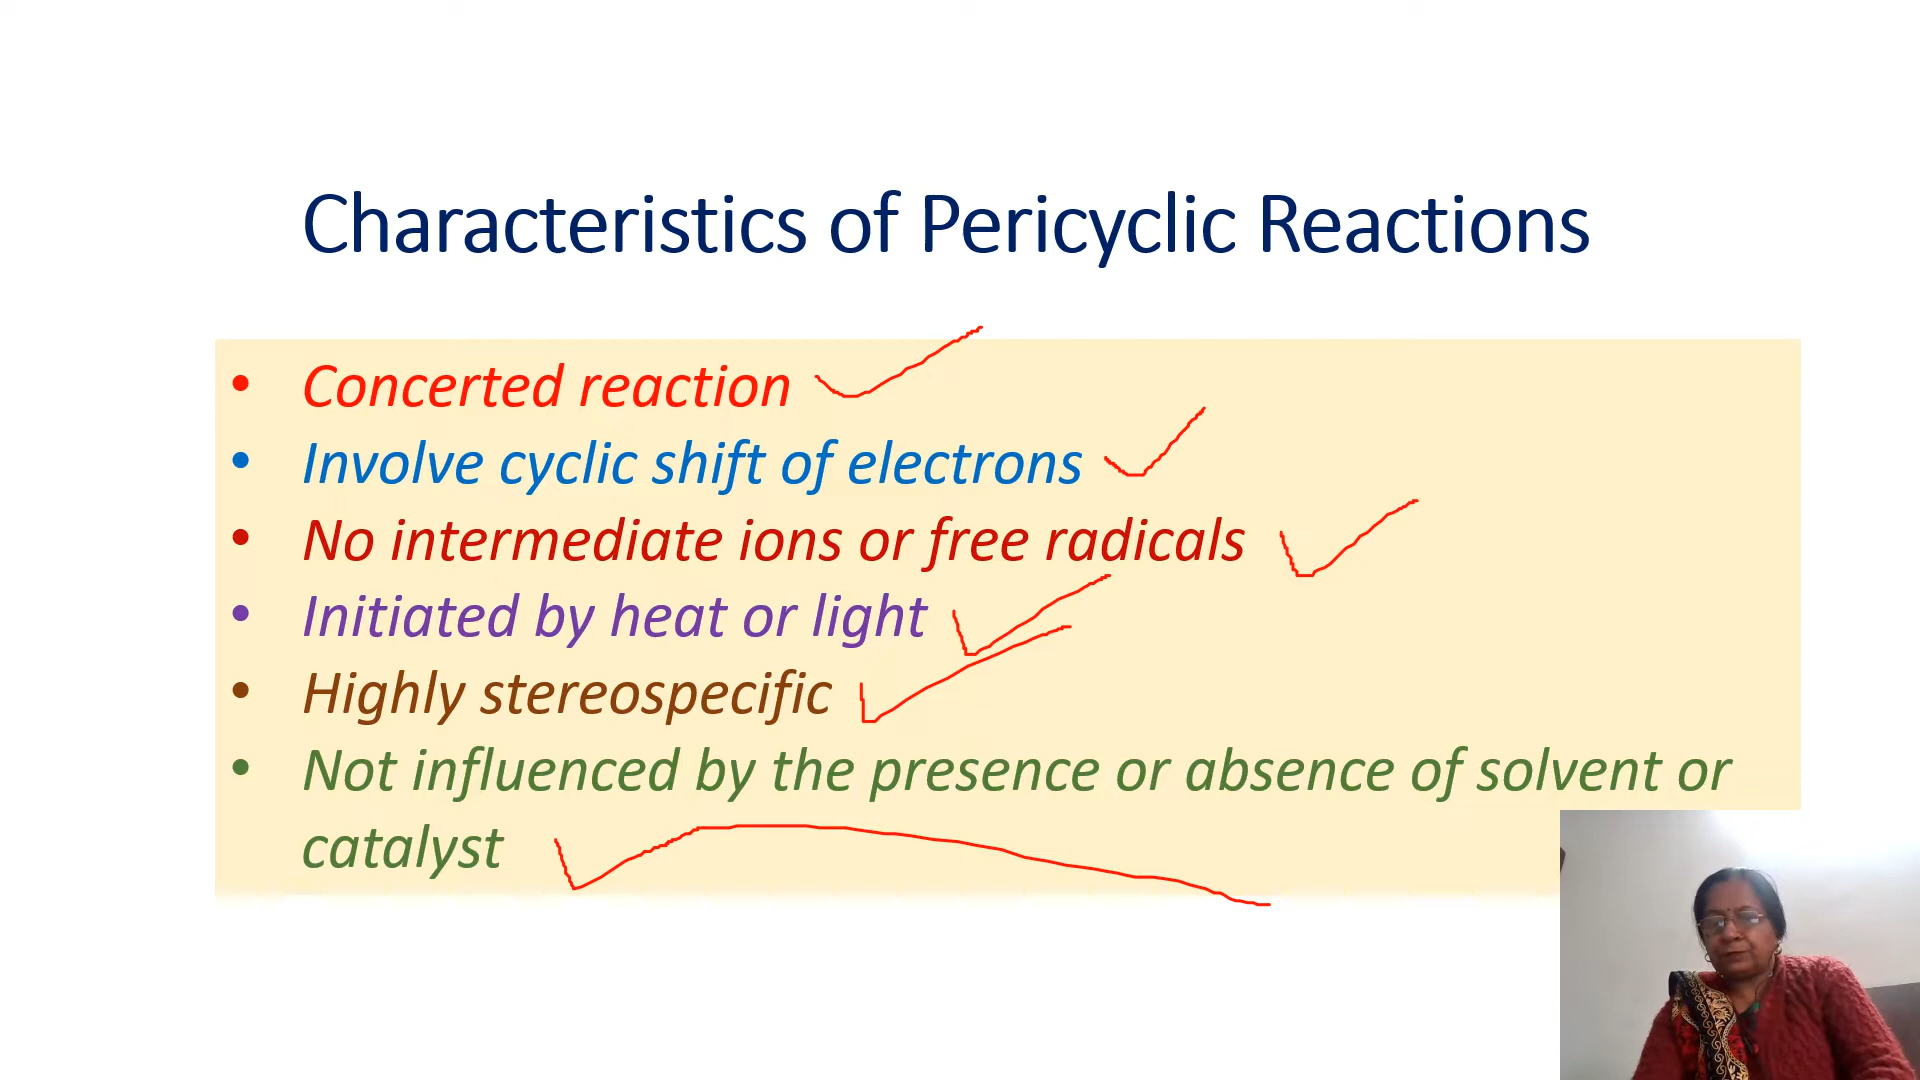 Characteristics of Pericyclic Reactions
• Concerted reaction
• Involve cyclic shift of electrons
• No intermediate ions or free radicals
• Initiated by heat or light
• Highly stereospecific
• Not influenced by the presence or absence of solvent or
catalyst